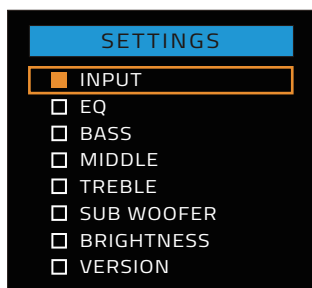 SETTINGS
INPUT
EQ
BASS
MIDDLE
TREBLE
SUB WOOFER
BRIGHTNESS
VERSION